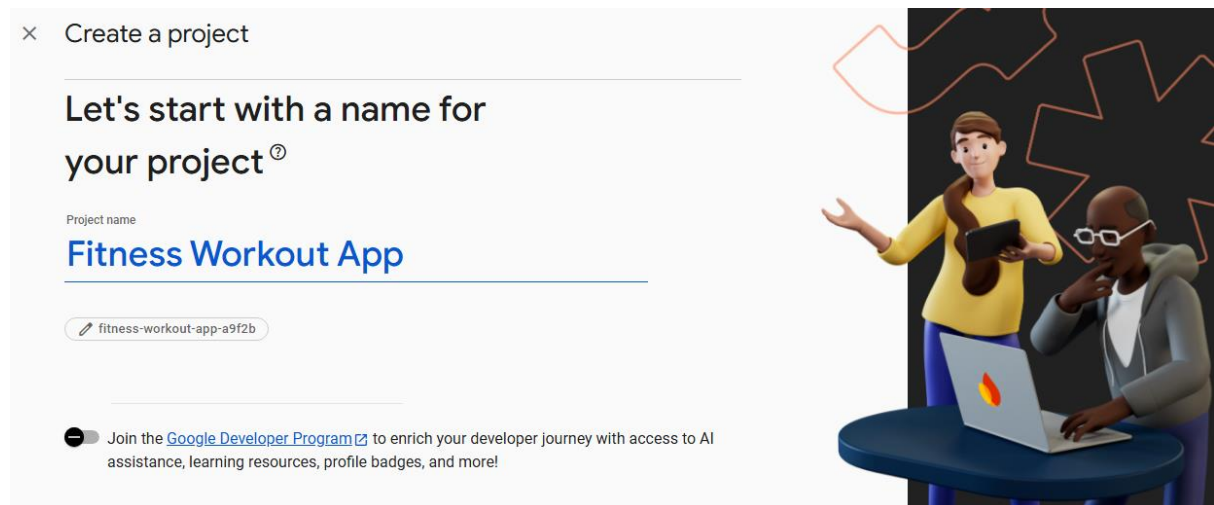 Create a project
Let's start with a name for
your project
Project name
Fitness Workout App
fitness-workout-app-a9f2b
Join the Google Developer Program to enrich your developer journey with access to AI
assistance, learning resources, profile badges, and more!